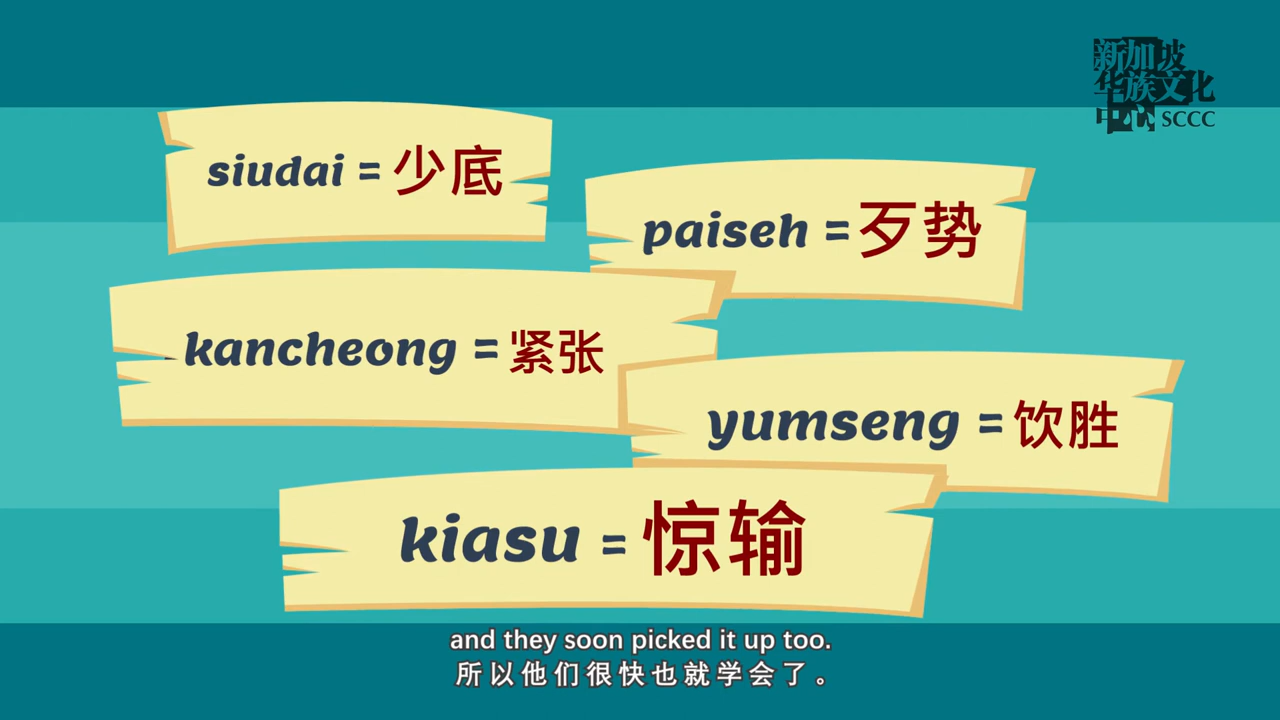 新加坡
华族文化
中心 SCCC
siudai = 少底
paiseh = 歹势
kancheong = 紧张
yumseng = 饮胜
kiasu = 惊输
and they soon picked it up too.
所以他们很快也就学会了。